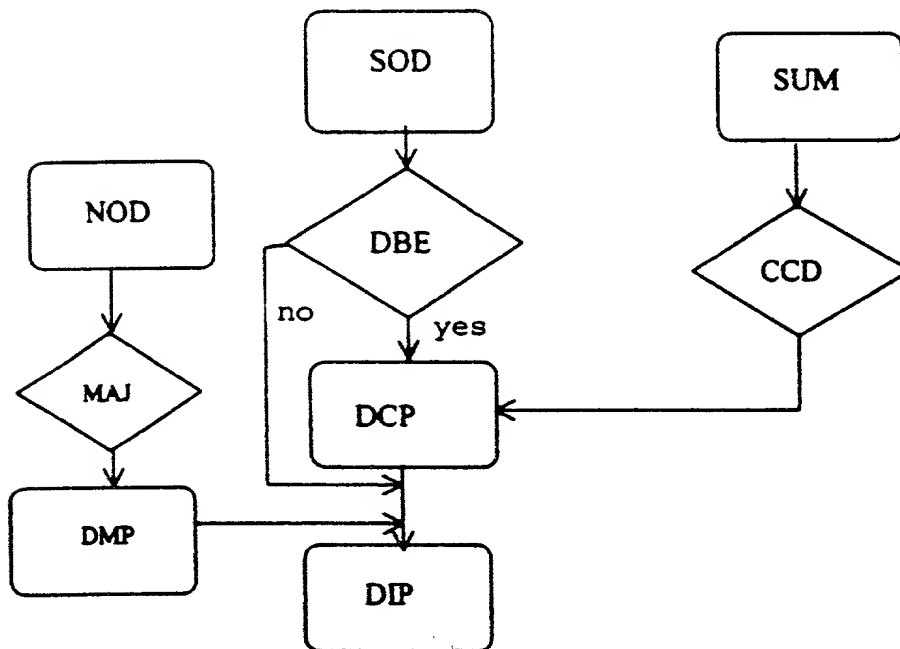 SOD
SUM
NOD
DBE
CCD
no
yes
MAJ
DCP
DMP
DIP